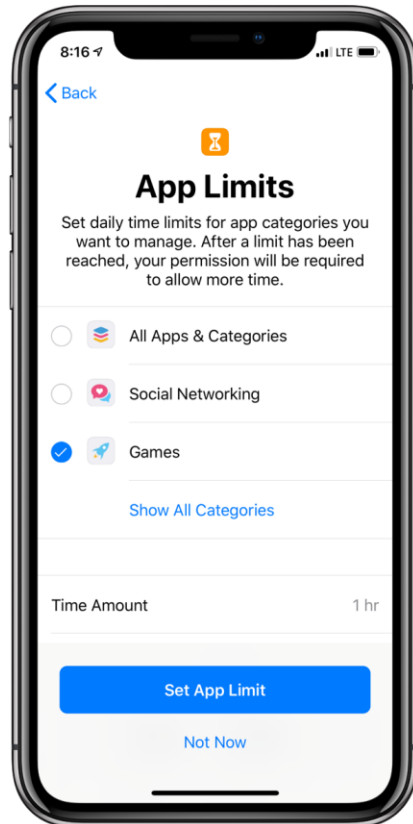 8:16
LTE
Back
App Limits
Set daily time limits for app categories you
want to manage. After a limit has been
reached, your permission will be required
to allow more time.
All Apps & Categories
Social Networking
Games
Show All Categories
Time Amount 1 hr
Set App Limit
Not Now